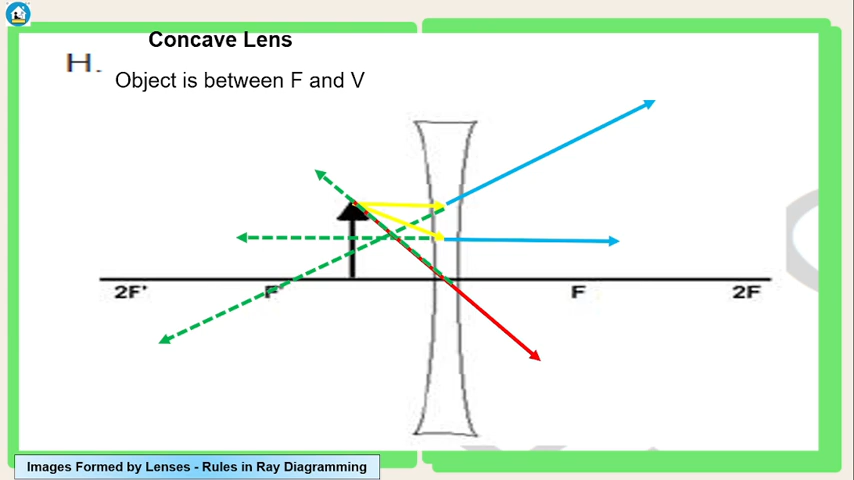 Concave Lens
H.
Object is between F and V
2F' F' F 2F
Images Formed by Lenses - Rules in Ray Diagramming